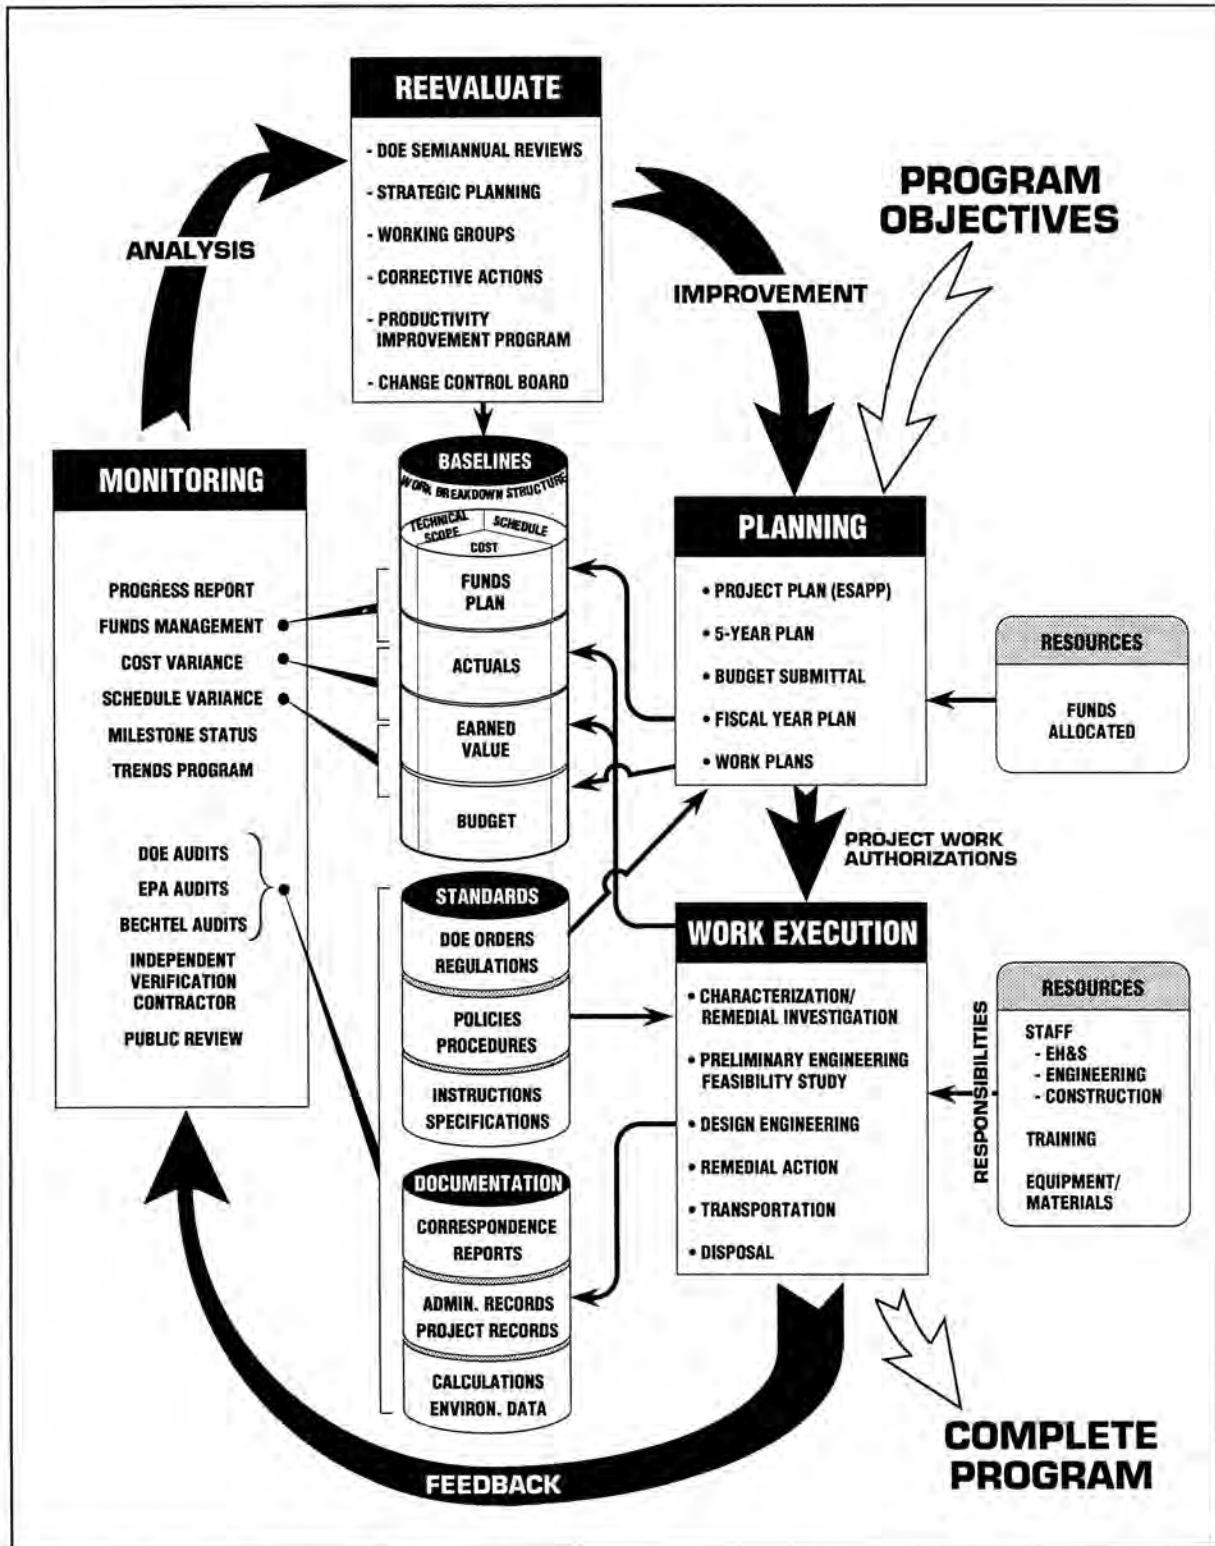 REEVALUATE
- DOE SEMIANNUAL REVIEWS
- STRATEGIC PLANNING
- WORKING GROUPS
- CORRECTIVE ACTIONS
- PRODUCTIVITY
IMPROVEMENT PROGRAM
- CHANGE CONTROL BOARD
ANALYSIS
IMPROVEMENT
PROGRAM
OBJECTIVES
MONITORING
PROGRESS REPORT
FUNDS MANAGEMENT
COST VARIANCE
SCHEDULE VARIANCE
MILESTONE STATUS
TRENDS PROGRAM
DOE AUDITS
EPA AUDITS
BECHTEL AUDITS
INDEPENDENT
VERIFICATION
CONTRACTOR
PUBLIC REVIEW
BASELINES
WORK BREAKDOWN STRUCTURE
TECHNICAL
SCOPE
SCHEDULE
COST
FUNDS
PLAN
ACTUALS
EARNED
VALUE
BUDGET
STANDARDS
DOE ORDERS
REGULATIONS
POLICIES
PROCEDURES
INSTRUCTIONS
SPECIFICATIONS
DOCUMENTATION
CORRESPONDENCE
REPORTS
ADMIN. RECORDS
PROJECT RECORDS
CALCULATIONS
ENVIRON. DATA
PLANNING
• PROJECT PLAN (ESAPP)
• 5-YEAR PLAN
• BUDGET SUBMITTAL
• FISCAL YEAR PLAN
• WORK PLANS
RESOURCES
FUNDS
ALLOCATED
PROJECT WORK
AUTHORIZATIONS
WORK EXECUTION
• CHARACTERIZATION/
REMEDIAL INVESTIGATION
• PRELIMINARY ENGINEERING
FEASIBILITY STUDY
• DESIGN ENGINEERING
• REMEDIAL ACTION
• TRANSPORTATION
• DISPOSAL
RESPONSIBILITIES
RESOURCES
STAFF
- EH&S
- ENGINEERING
- CONSTRUCTION
TRAINING
EQUIPMENT/
MATERIALS
FEEDBACK
COMPLETE
PROGRAM